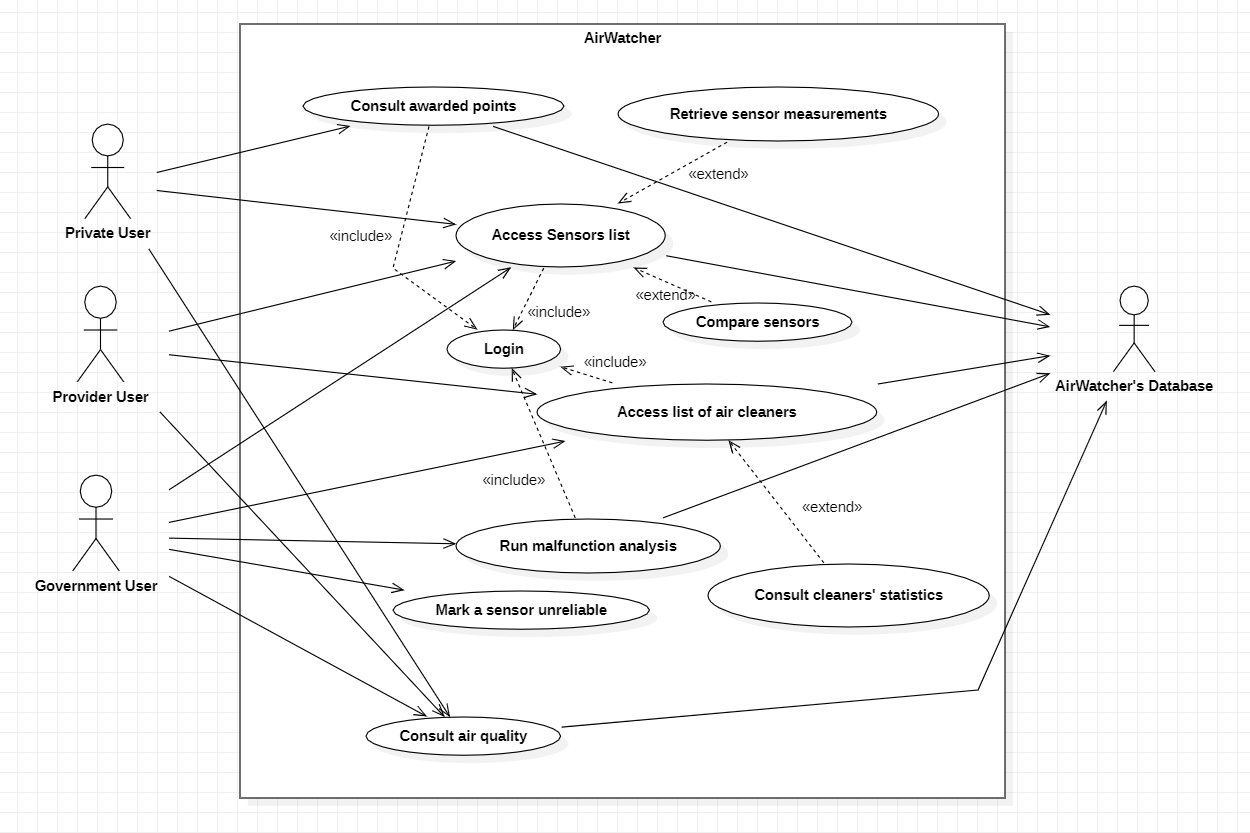 AirWatcher
Consult awarded points
Retrieve sensor measurements
«extend»
Private User
«include»
Access Sensors list
«extend»
«include»
Compare sensors
Login
«include»
AirWatcher's Database
Provider User
Access list of air cleaners
«include»
«extend»
Run malfunction analysis
Government User
Consult cleaners' statistics
Mark a sensor unreliable
Consult air quality